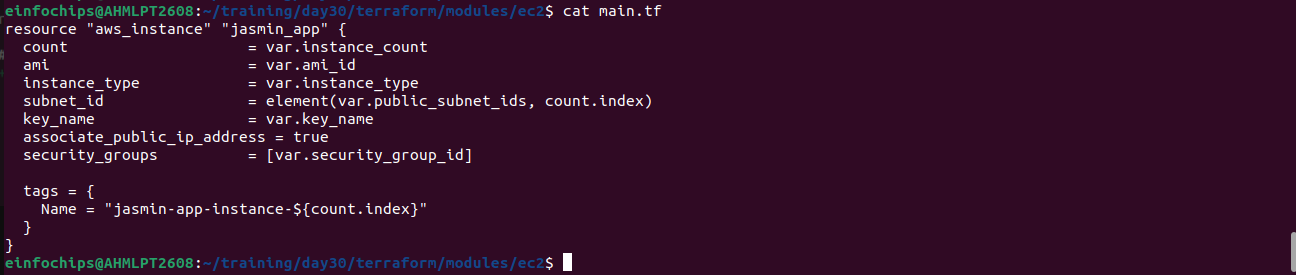 einfochips@AHMLPT2608:~/training/day30/terraform/modules/ec2$ cat main.tf
resource "aws_instance" "jasmin_app" {
  count                       = var.instance_count
  ami                         = var.ami_id
  instance_type               = var.instance_type
  subnet_id                   = element(var.public_subnet_ids, count.index)
  key_name                    = var.key_name
  associate_public_ip_address = true
  security_groups             = [var.security_group_id]

  tags = {
    Name = "jasmin-app-instance-${count.index}"
  }
}
einfochips@AHMLPT2608:~/training/day30/terraform/modules/ec2$